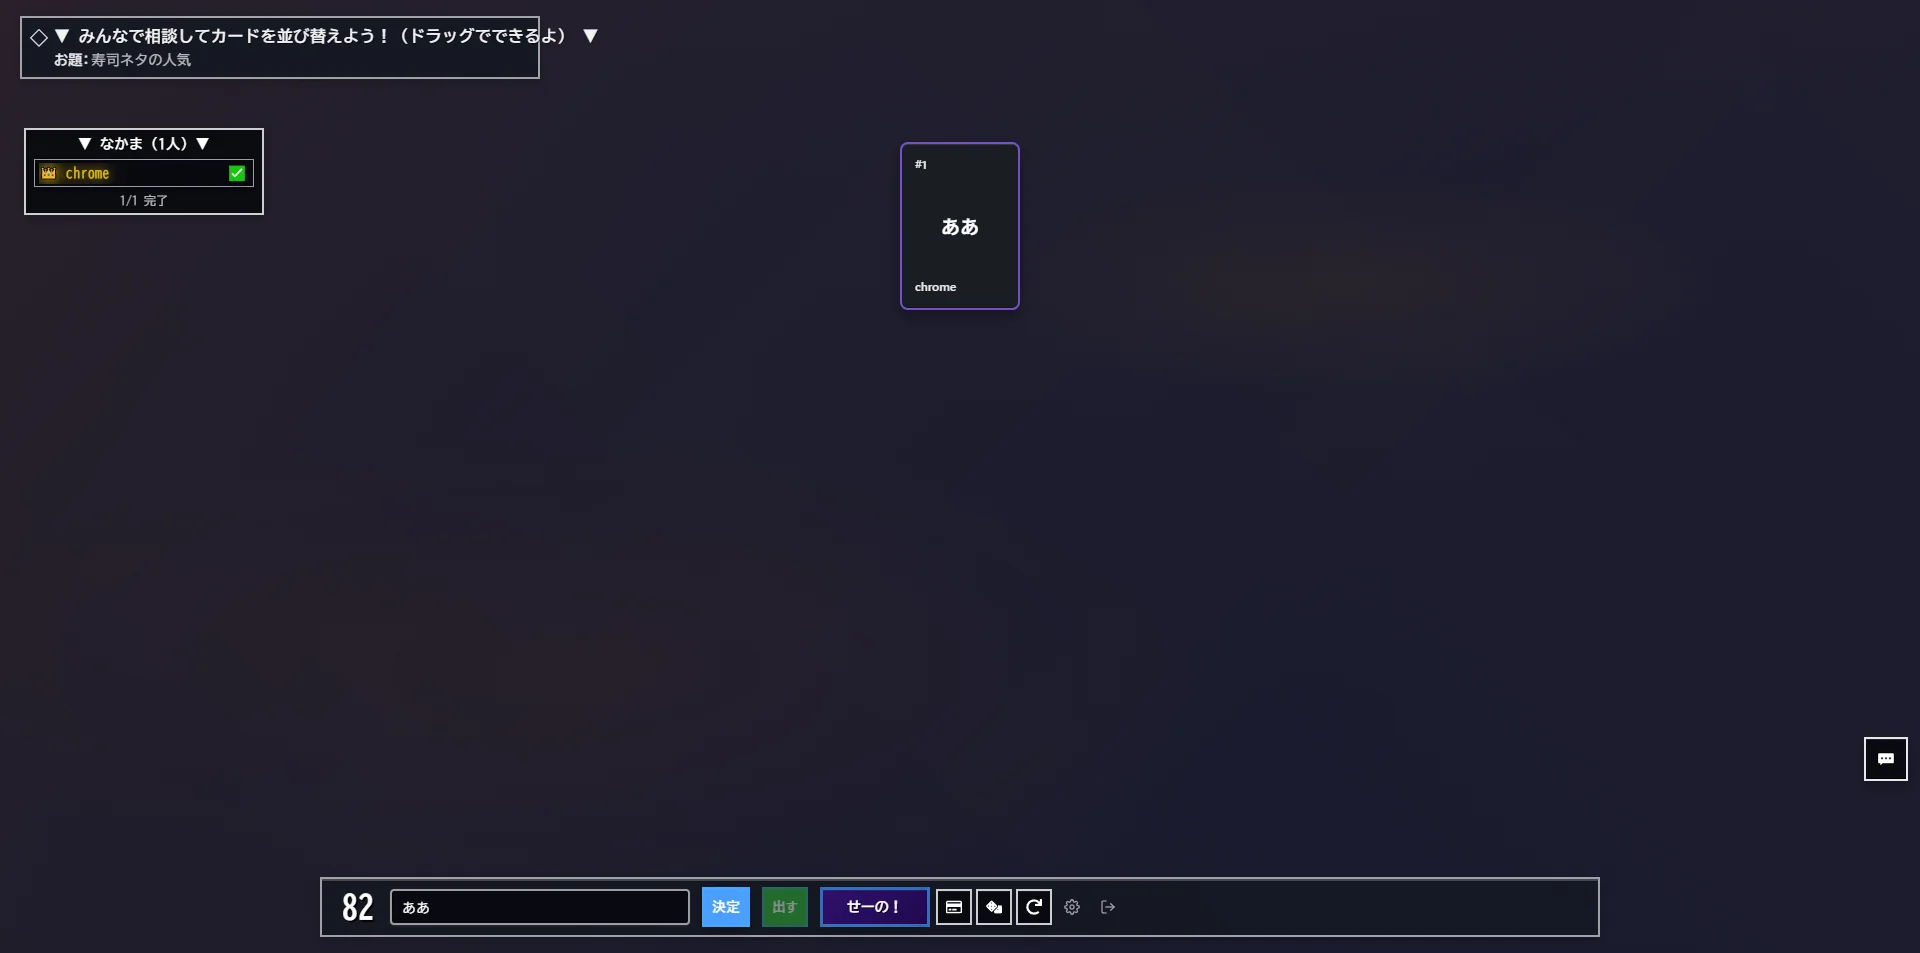 ◇ ▼ みんなで相談してカードを並び替えよう！（ドラッグでできるよ） ▼
お題：寿司ネタの人気
▼ なかま（1人）▼
chrome
1/1 完了
#1
ああ
chrome
82
ああ
決定
出す
せーの！